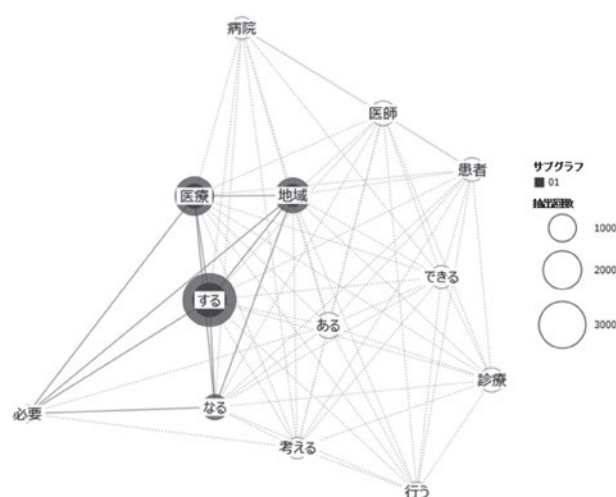 病院
医師
患者
医療
地域
できる
する
ある
診療
なる
必要
考える
行う
サブグラフ
01
抽出回数
1000
2000
3000